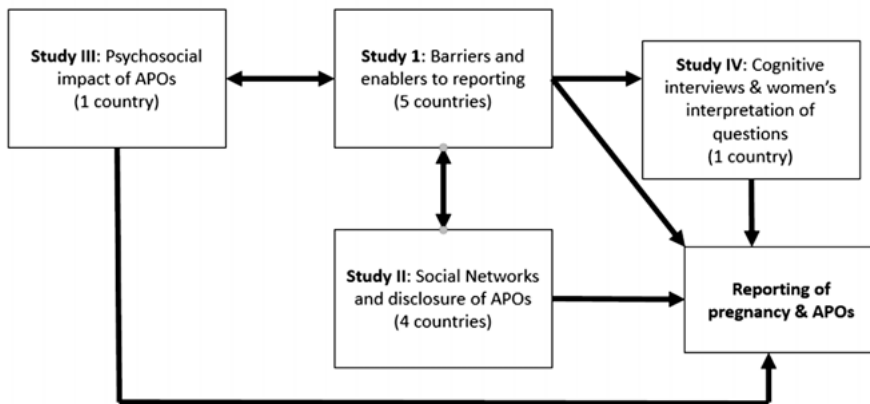 Study III: Psychosocial
impact of APOs
(1 country)
Study 1: Barriers and
enablers to reporting
(5 countries)
Study IV: Cognitive
interviews & women's
interpretation of
questions
(1 country)
Study II: Social Networks
and disclosure of APOs
(4 countries)
Reporting of
pregnancy & APOs